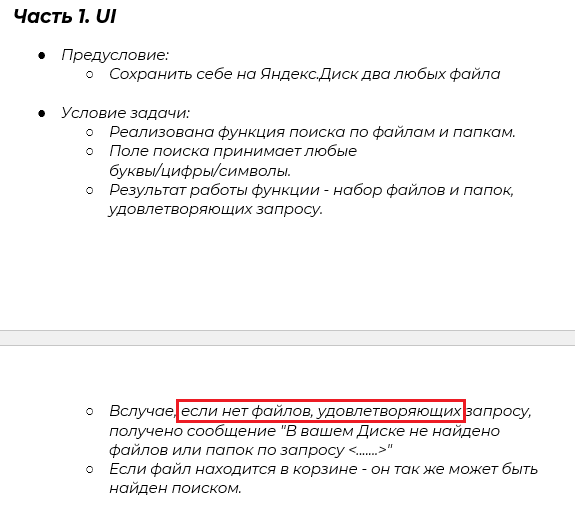 Часть 1. UI
● Предусловие:
○ Сохранить себе на Яндекс.Диск два любых файла
● Условие задачи:
○ Реализована функция поиска по файлам и папкам.
○ Поле поиска принимает любые
буквы/цифры/символы.
○ Результат работы функции - набор файлов и папок,
удовлетворяющих запросу.
○ Вслучае, если нет файлов, удовлетворяющих запросу,
получено сообщение "В вашем Диске не найдено
файлов или папок по запросу <.......>"
○ Если файл находится в корзине - он так же может быть
найден поиском.